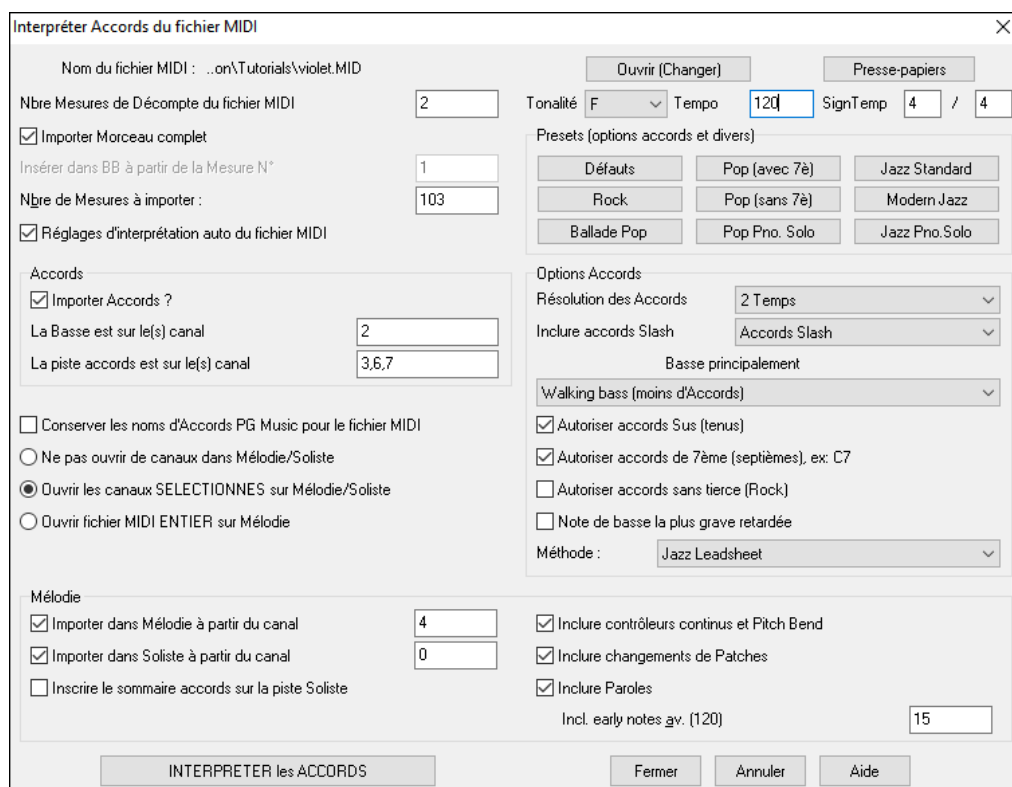 Interpréter Accords du fichier MIDI
Nom du fichier MIDI : ..on\Tutorials\violet.MID
Ouvrir (Changer) Presse-papiers
Nbre Mesures de Décompte du fichier MIDI 2
Tonalité F Tempo 120 SignTemp 4 / 4
Importer Morceau complet
Insérer dans BB à partir de la Mesure N° 1
Nbre de Mesures à importer : 103
Réglages d'interprétation auto du fichier MIDI
Presets (options accords et divers)
Défauts Pop (avec 7è) Jazz Standard
Rock Pop (sans 7è) Modern Jazz
Ballade Pop Pop Pno. Solo Jazz Pno.Solo
Accords
Importer Accords ?
La Basse est sur le(s) canal 2
La piste accords est sur le(s) canal 3,6,7
Conserver les noms d'Accords PG Music pour le fichier MIDI
Ne pas ouvrir de canaux dans Mélodie/Soliste
Ouvrir les canaux SELECTIONNES sur Mélodie/Soliste
Ouvrir fichier MIDI ENTIER sur Mélodie
Options Accords
Résolution des Accords 2 Temps
Inclure accords Slash Accords Slash
Basse principalement
Walking bass (moins d'Accords)
Autoriser accords Sus (tenus)
Autoriser accords de 7ème (septièmes), ex: C7
Autoriser accords sans tierce (Rock)
Note de basse la plus grave retardée
Méthode : Jazz Leadsheet
Mélodie
Importer dans Mélodie à partir du canal 4
Importer dans Soliste à partir du canal 0
Inscrire le sommaire accords sur la piste Soliste
Inclure contrôleurs continus et Pitch Bend
Inclure changements de Patches
Inclure Paroles
Incl. early notes av. (120) 15
INTERPRETER les ACCORDS Fermer Annuler Aide